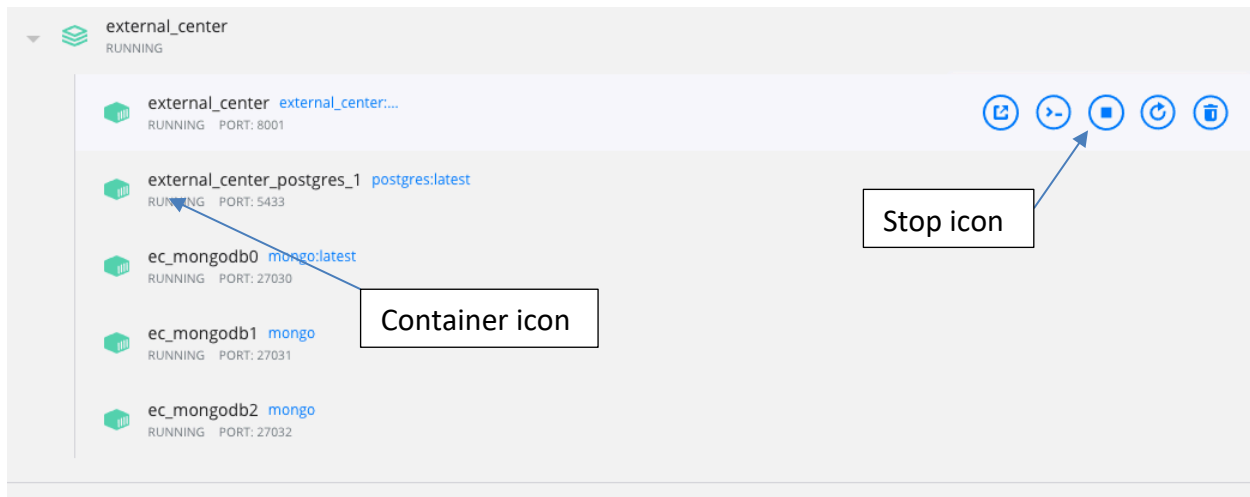 external_center
RUNNING
external_center external_center:...
RUNNING PORT: 8001
external_center_postgres_1 postgres:latest
RUNNING PORT: 5433
Stop icon
ec_mongodb0 mongo:latest
RUNNING PORT: 27030
Container icon
ec_mongodb1 mongo
RUNNING PORT: 27031
ec_mongodb2 mongo
RUNNING PORT: 27032